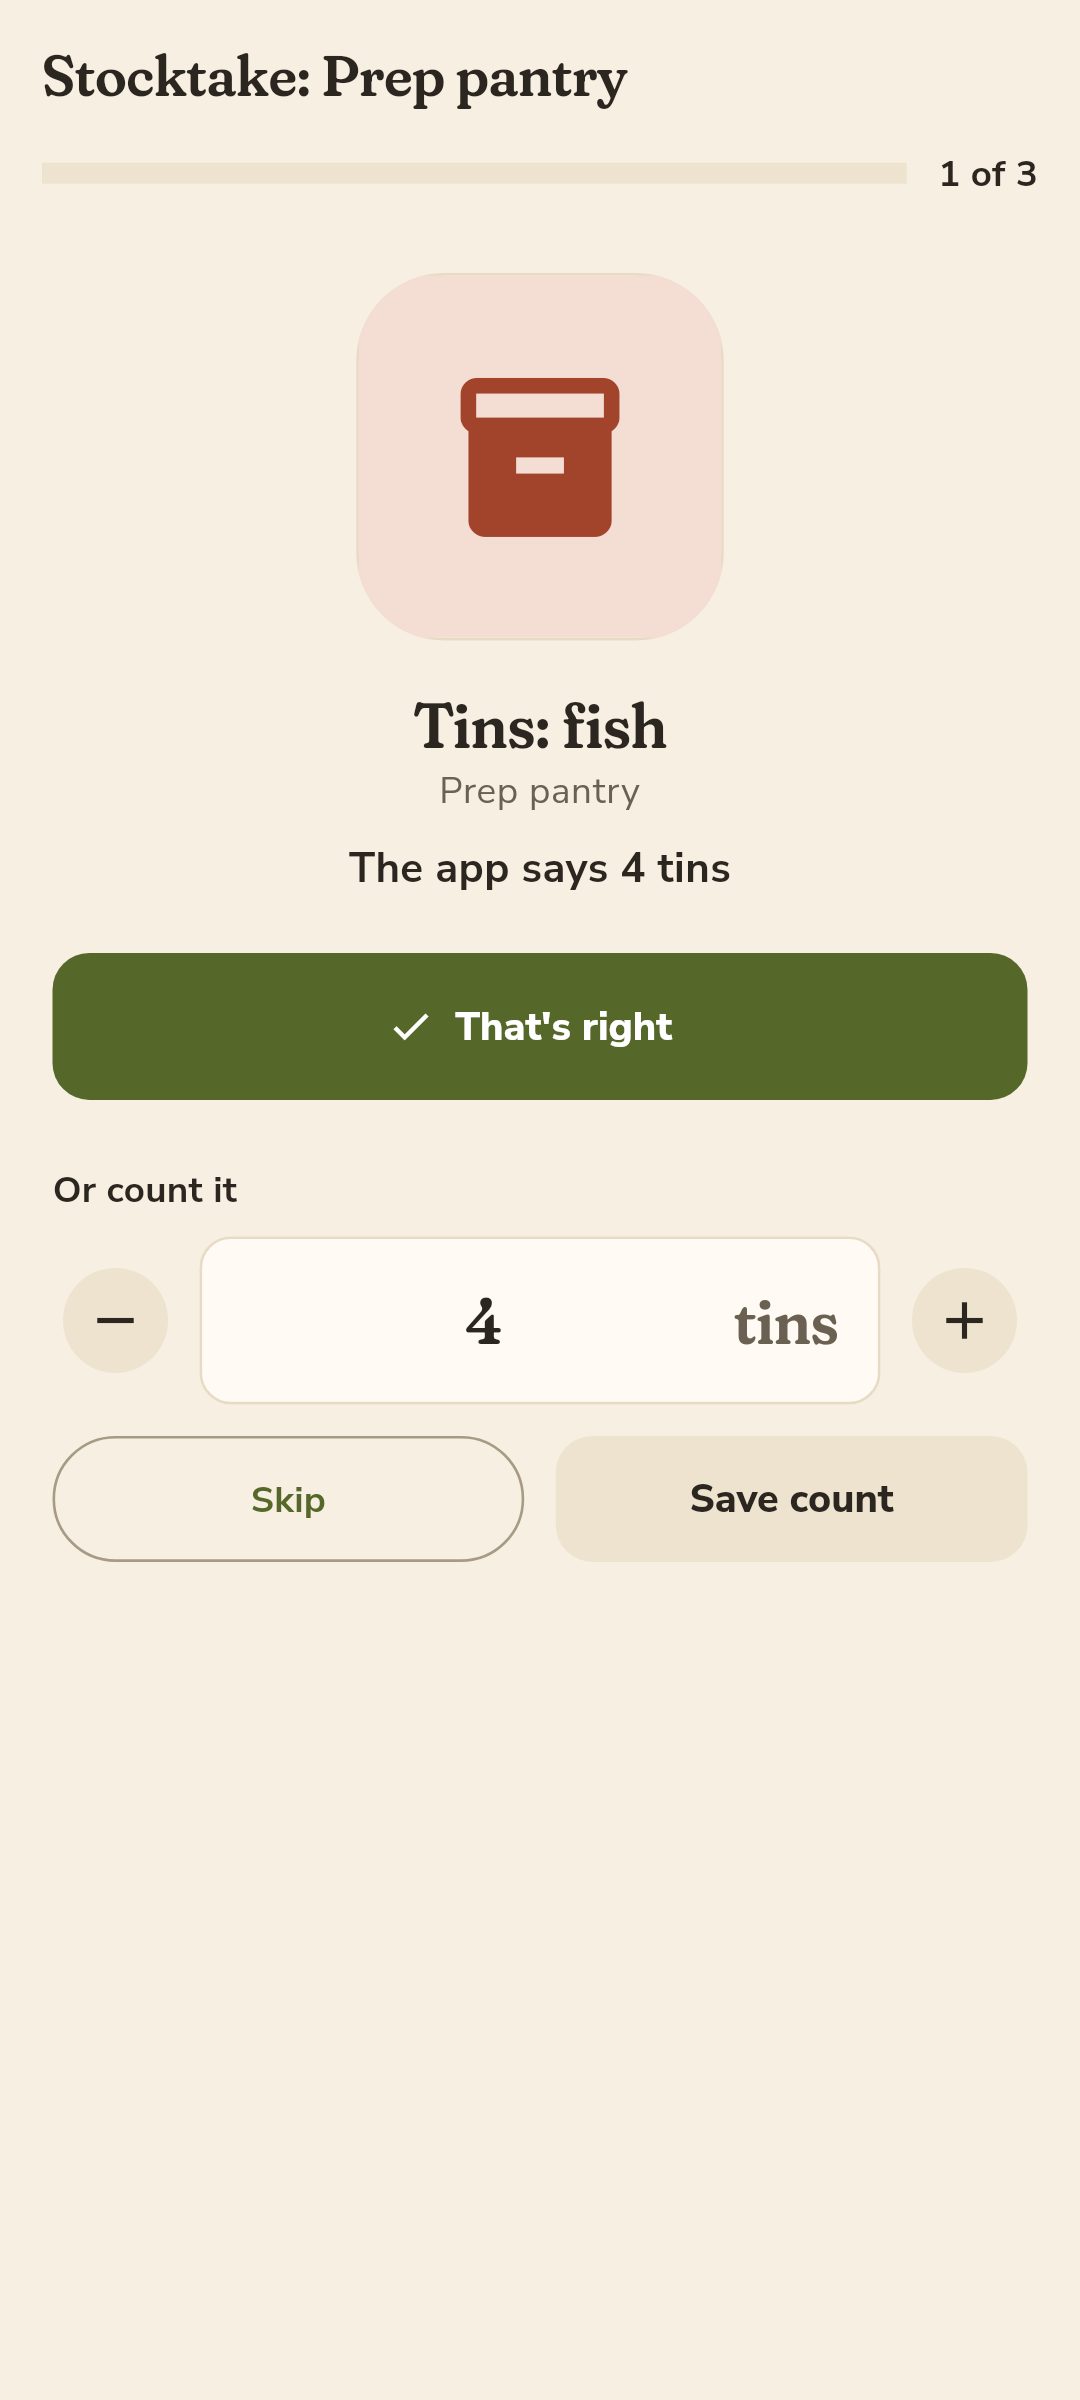 Stocktake: Prep pantry
1 of 3
Tins: fish
Prep pantry
The app says 4 tins
That's right
Or count it
4 tins
Skip
Save count